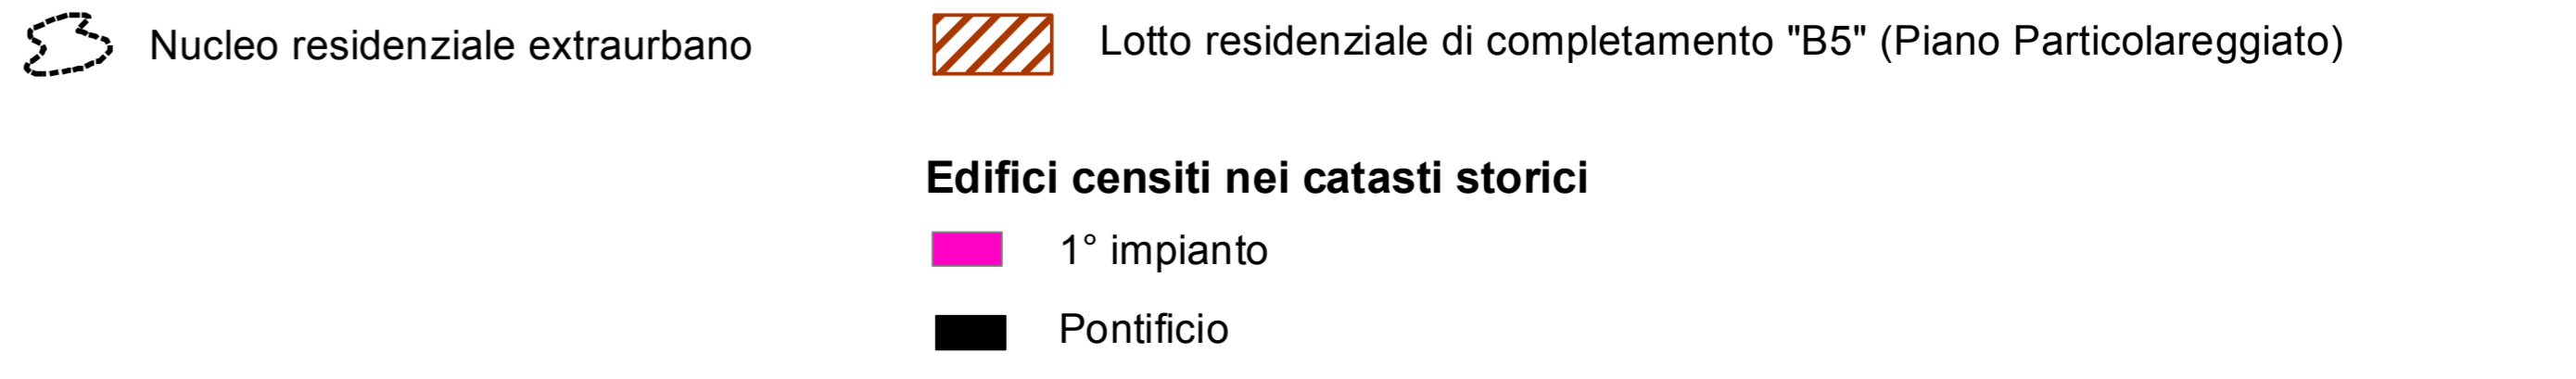 Nucleo residenziale extraurbano
Lotto residenziale di completamento "B5" (Piano Particolareggiato)
Edifici censiti nei catasti storici
1° impianto
Pontificio